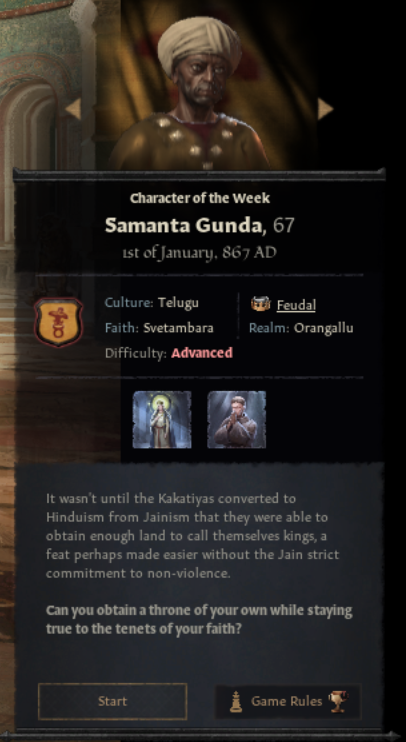 Character of the Week
Samanta Gunda, 67
1st of January, 867 AD
Culture: Telugu
Feudal
Faith: Svetambara
Realm: Orangallu
Difficulty: Advanced
It wasn't until the Kakatiyas converted to
Hinduism from Jainism that they were able to
obtain enough land to call themselves kings, a
feat perhaps made easier without the Jain strict
commitment to non-violence.
Can you obtain a throne of your own while staying
true to the tenets of your faith?
Start
Game Rules